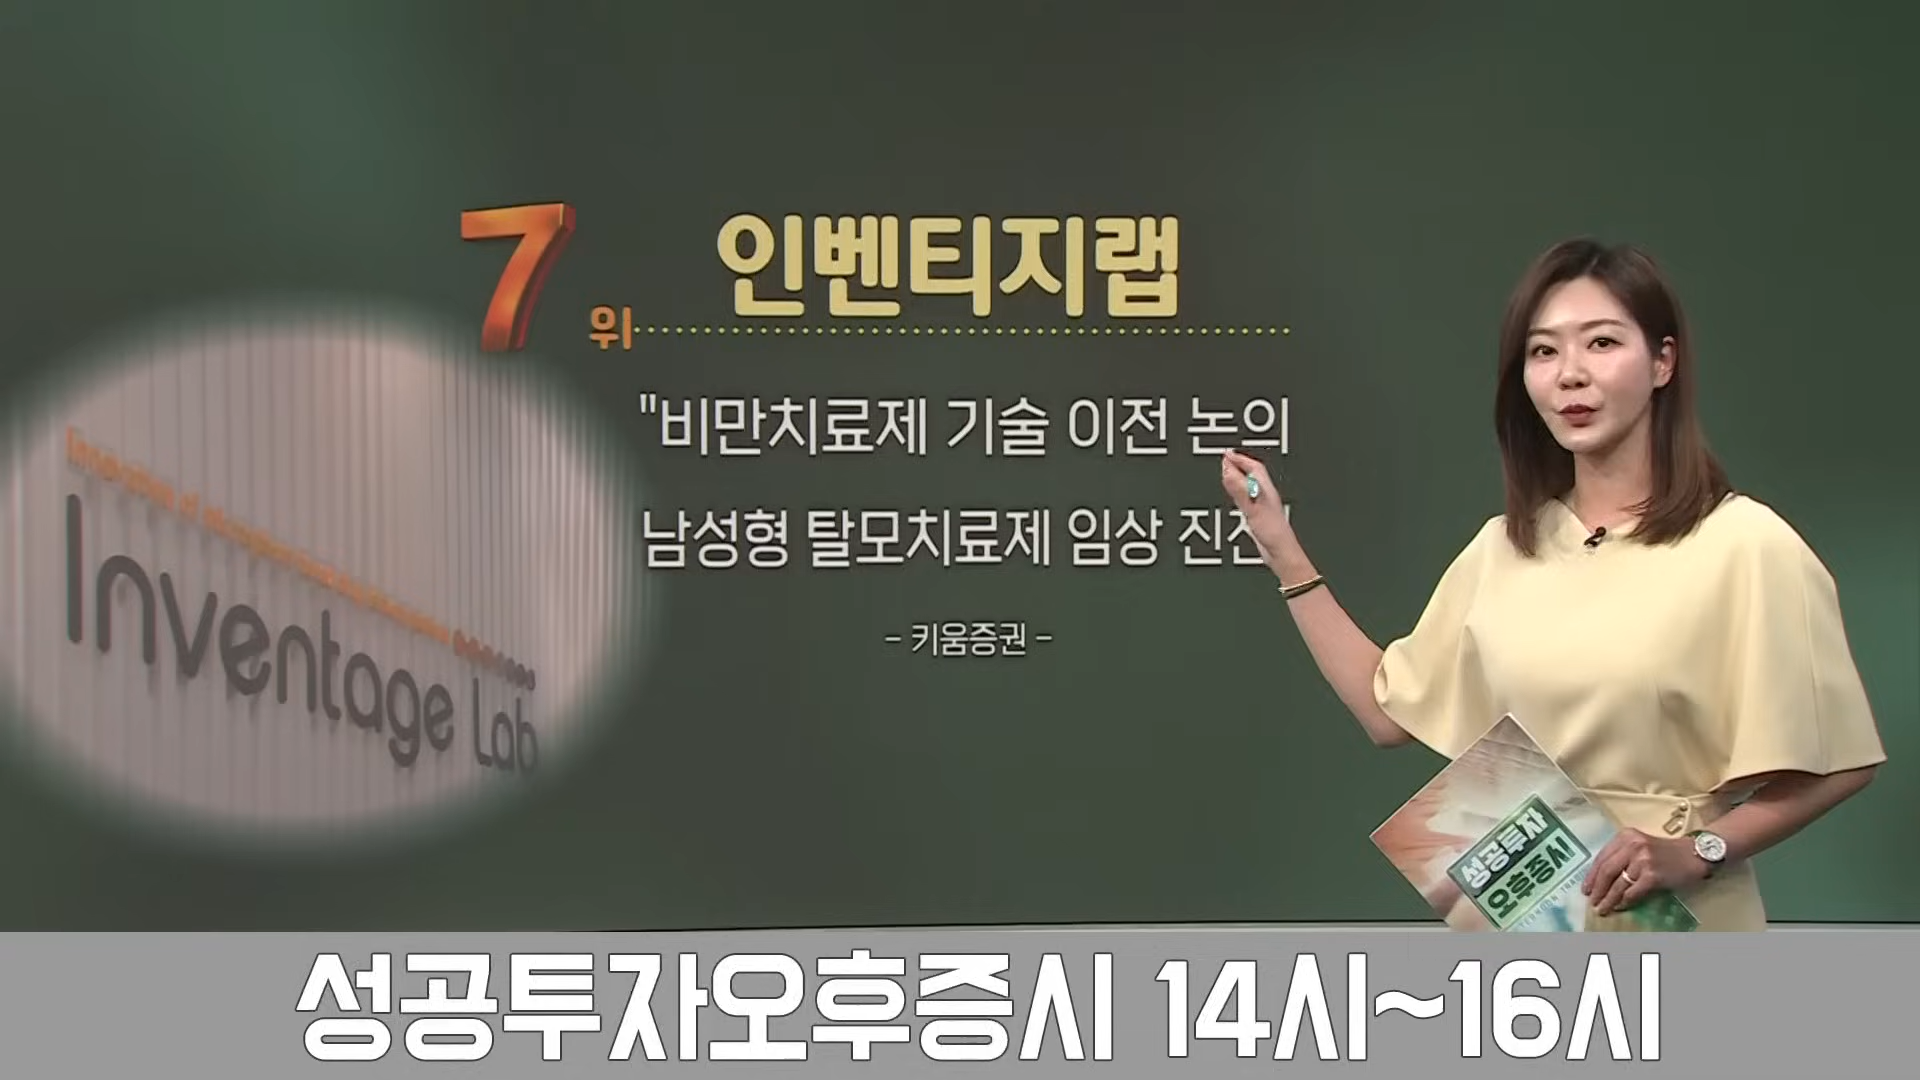 7위 인벤티지랩
"비만치료제 기술 이전 논의
남성형 탈모치료제 임상
- 키움증권 -
Inventage Lab
성공투자
오후증시
성공투자오후증시 14시~16시